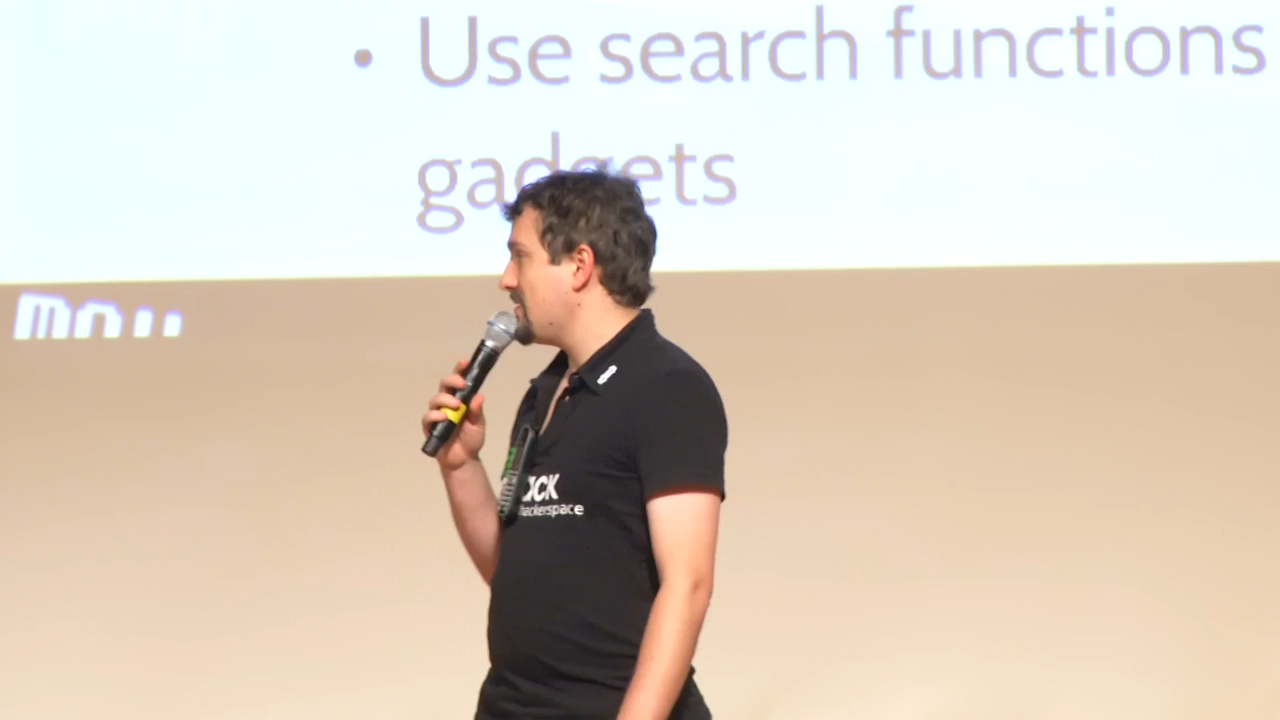 • Use search functions
gadgets
hackerspace